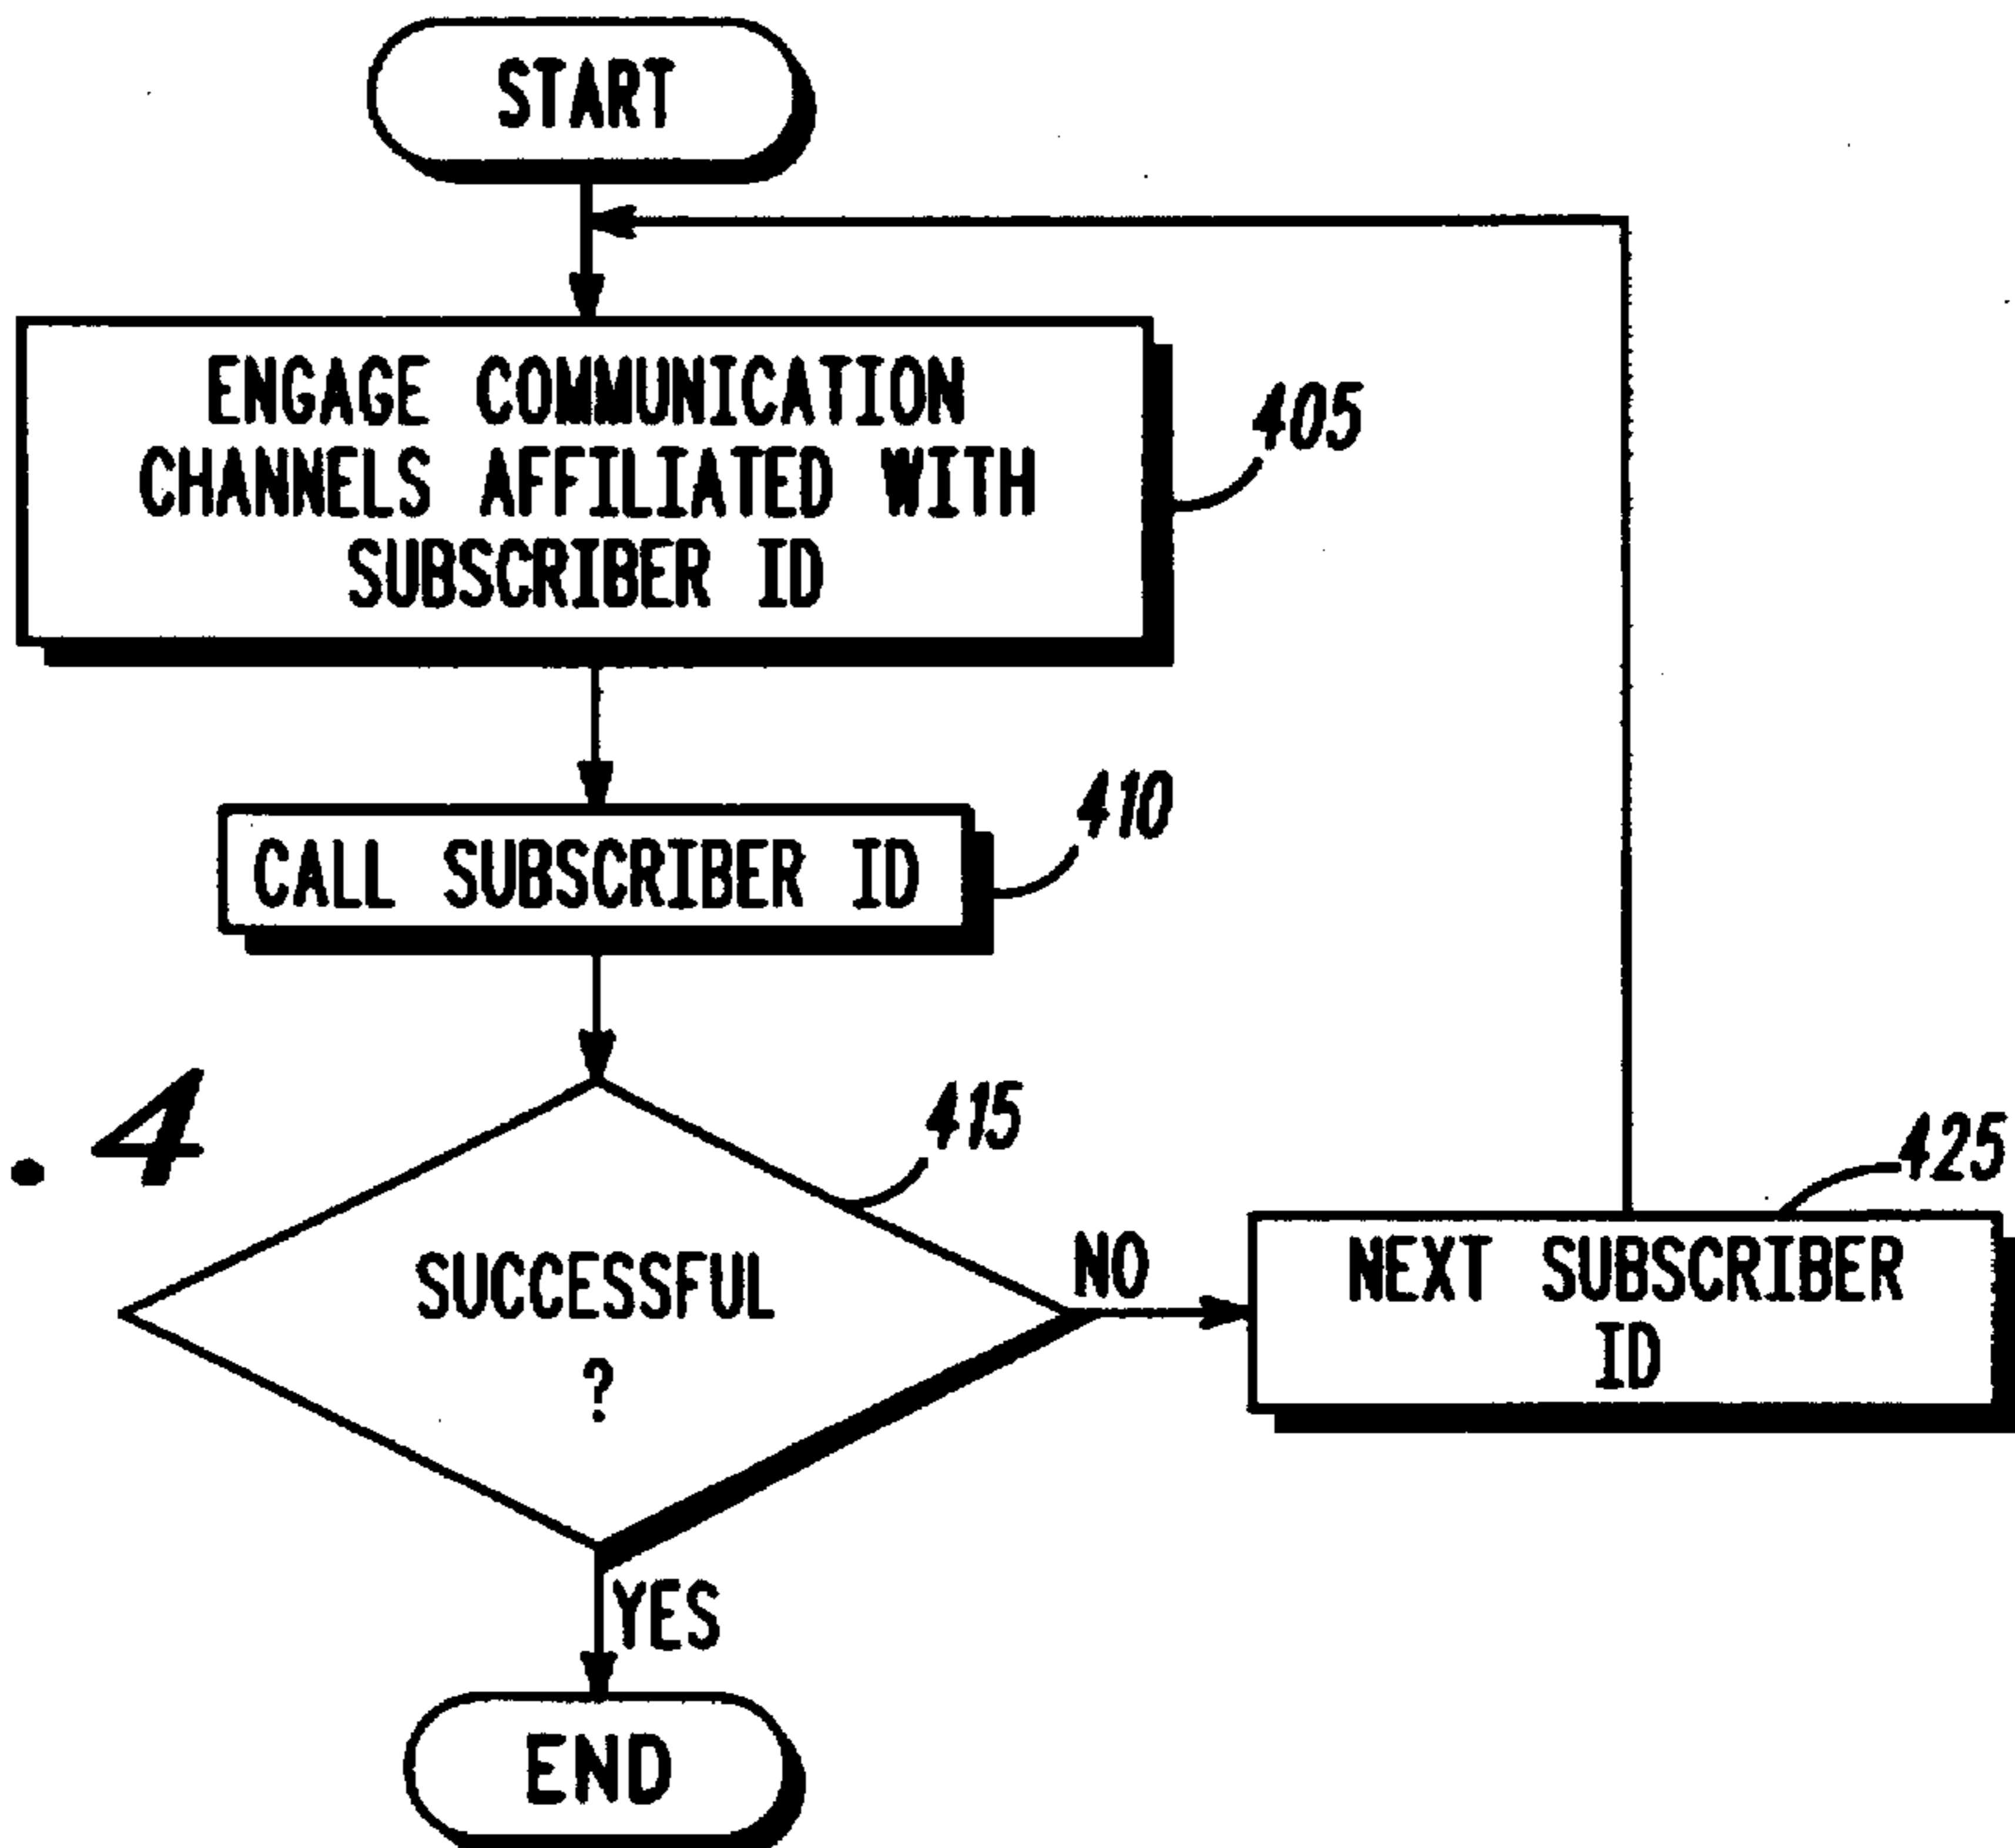 START
ENGAGE COMMUNICATION
CHANNELS AFFILIATED WITH
SUBSCRIBER ID
405
CALL SUBSCRIBER ID
410
. 4
415
SUCCESSFUL
?
NO
425
NEXT SUBSCRIBER
ID
YES
END